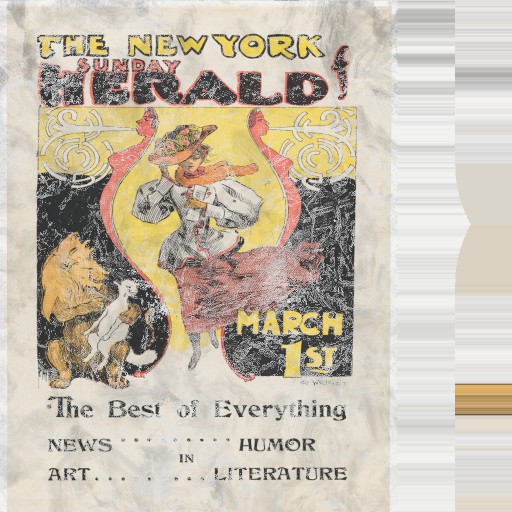 THE NEW YORK
SUNDAY
HERALD
MARCH
1ST
The Best of Everything
NEWS ......... HUMOR
IN
ART......... LITERATURE